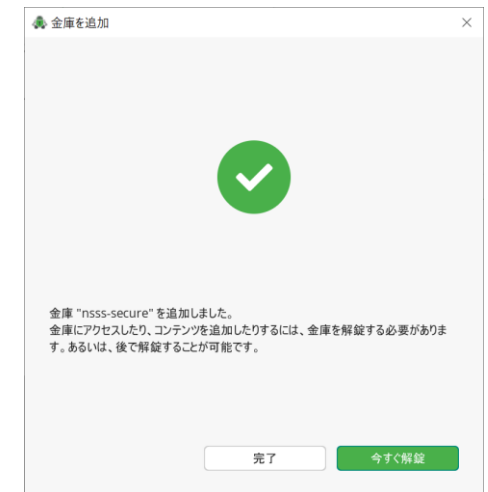 金庫を追加
金庫 "nsss-secure" を追加しました。
金庫にアクセスしたり、コンテンツを追加したりするには、金庫を解錠する必要がありま
す。あるいは、後で解錠することが可能です。
完了
今すぐ解錠